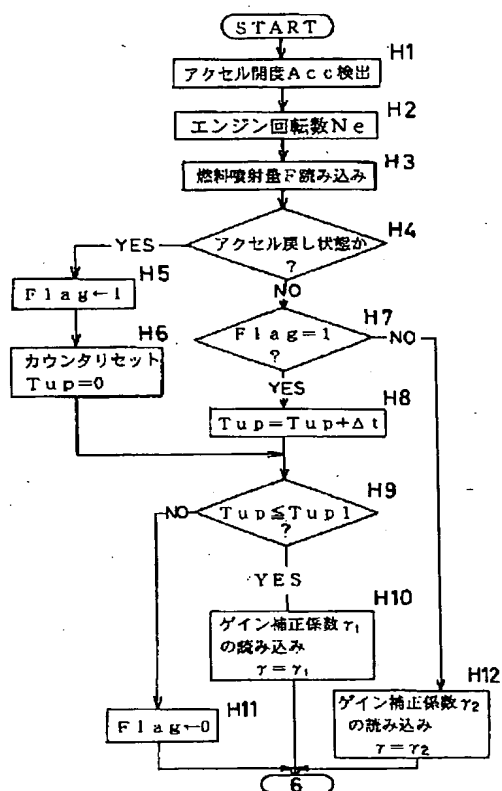 START
H1
アクセル開度Acc検出
H2
エンジン回転数Ne
H3
燃料噴射量F読み込み
H4
アクセル戻し状態か
?
YES
NO
H5
Flag←1
H6
カウンタリセット
Tup=0
H7
Flag=1
?
NO
YES
H8
Tup=Tup+Δt
H9
Tup≦Tup1
?
NO
YES
H10
ゲイン補正係数γ₁
の読み込み
γ=γ₁
H11
Flag←0
H12
ゲイン補正係数γ₂
の読み込み
γ=γ₂
6